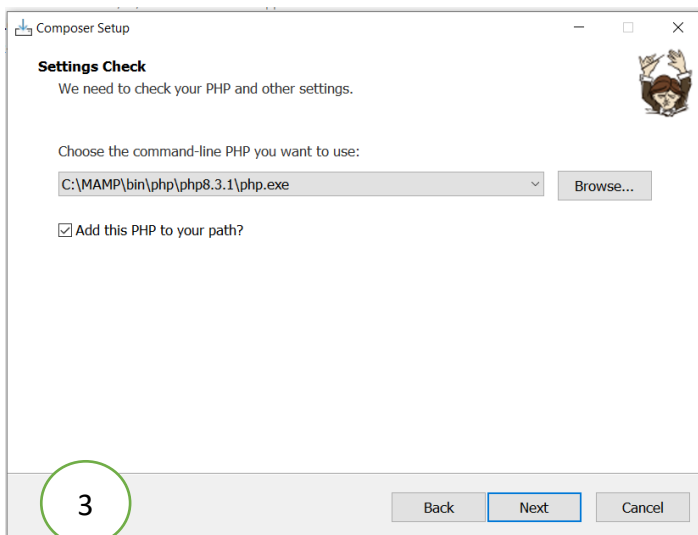 Composer Setup
Settings Check
We need to check your PHP and other settings.
Choose the command-line PHP you want to use:
C:\MAMP\bin\php\php8.3.1\php.exe
Browse...
Add this PHP to your path?
3
Back
Next
Cancel